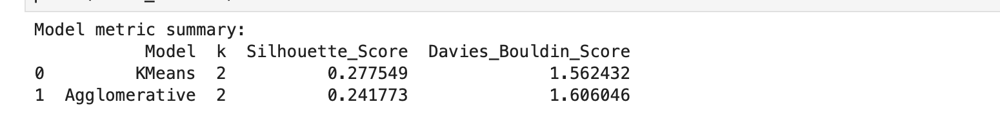 Model metric summary:
Model k Silhouette_Score Davies_Bouldin_Score
0 KMeans 2 0.277549 1.562432
1 Agglomerative 2 0.241773 1.606046